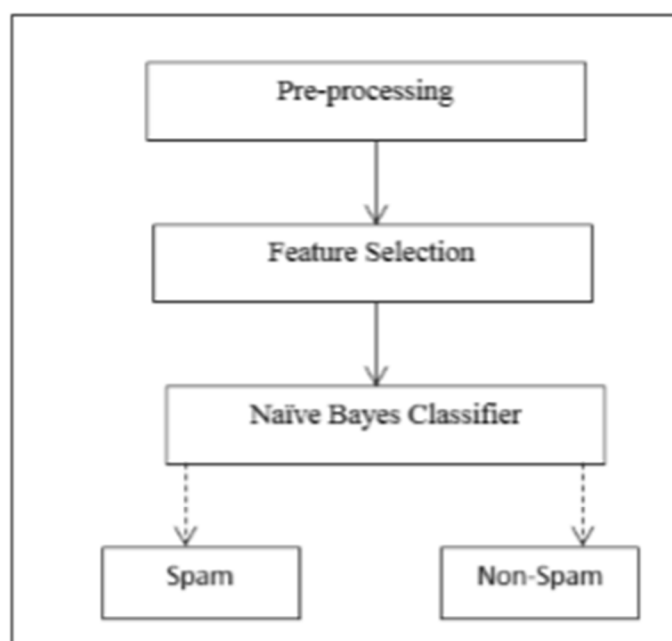 Pre-processing
Feature Selection
Naïve Bayes Classifier
Spam
Non-Spam